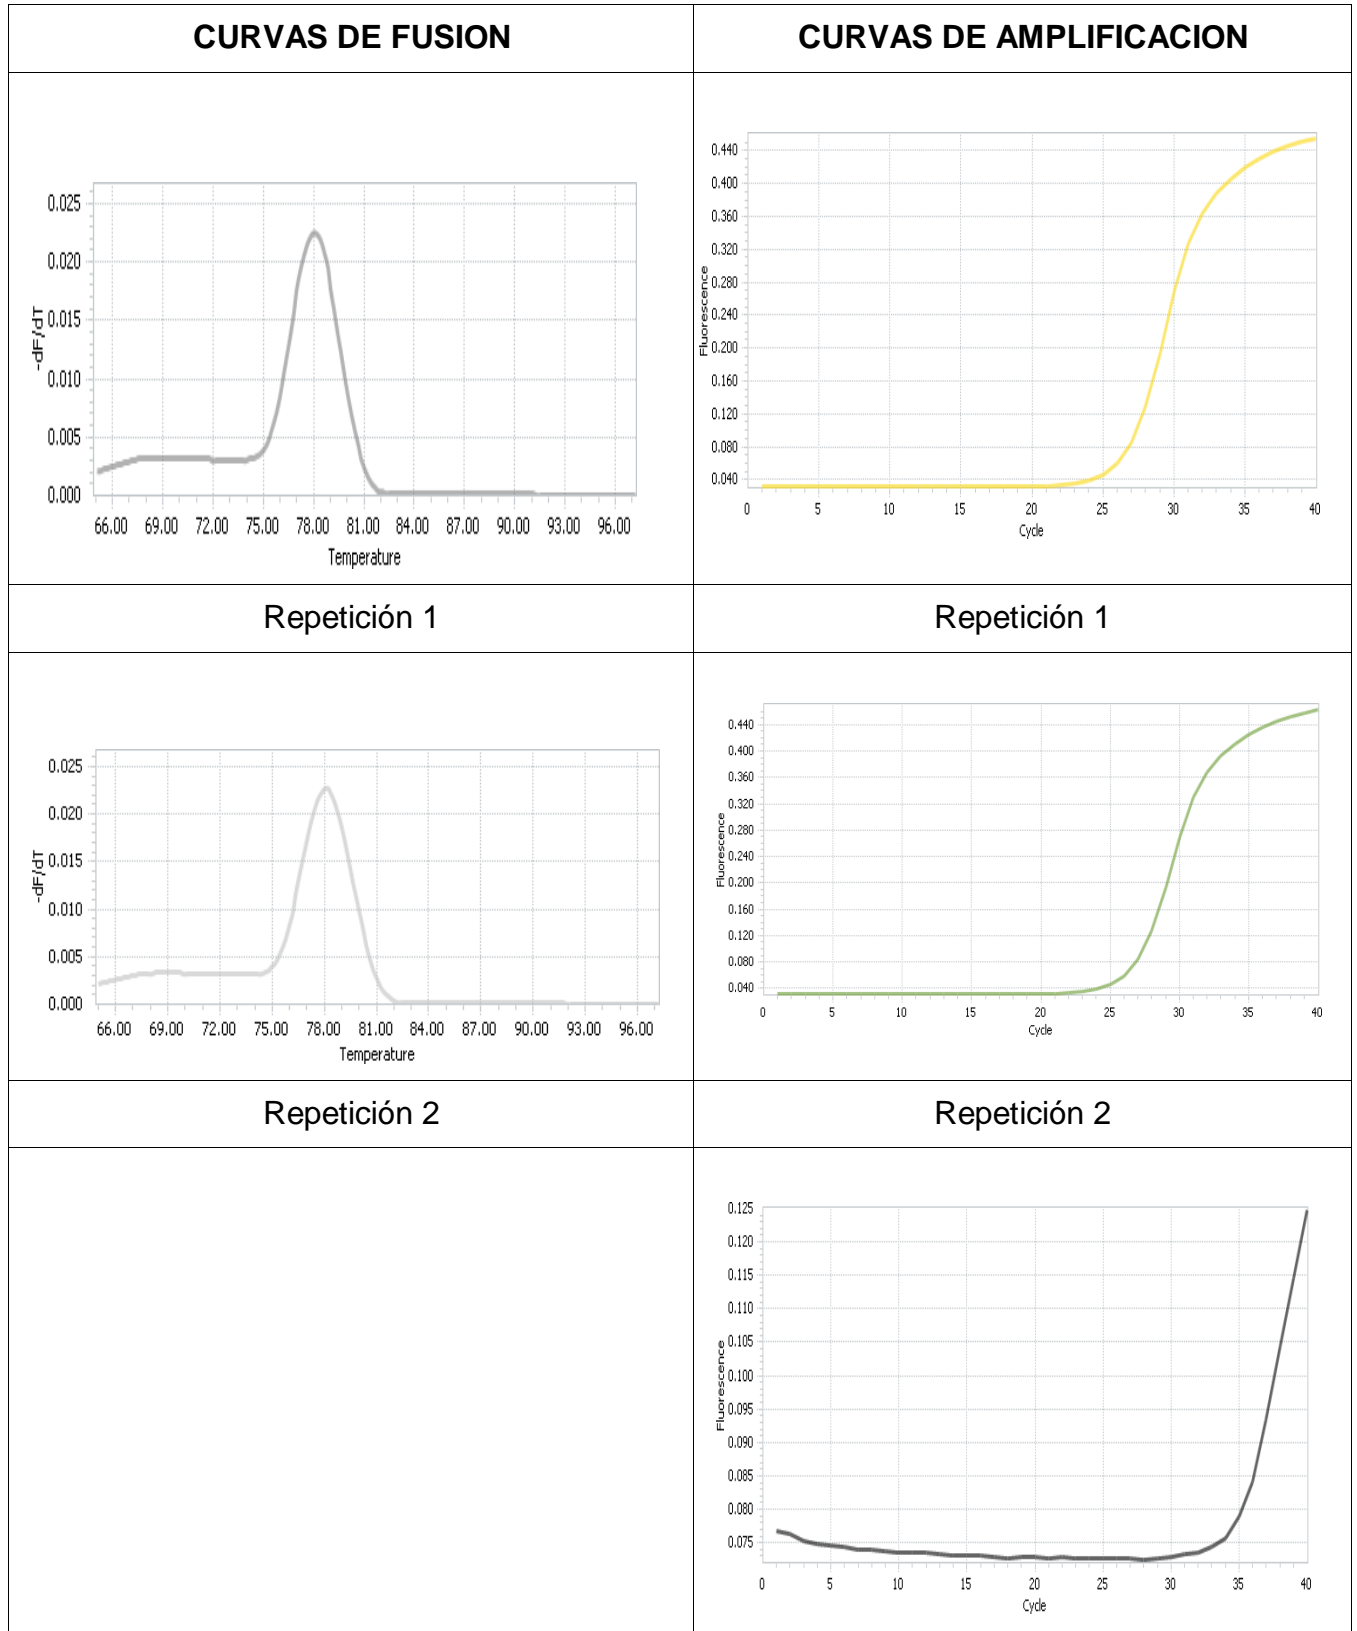 CURVAS DE FUSION
CURVAS DE AMPLIFICACION
0.025
0.020
0.015
0.010
0.005
0.000
-dF/dT
66.00 69.00 72.00 75.00 78.00 81.00 84.00 87.00 90.00 93.00 96.00
Temperature
0.440
0.400
0.360
0.320
0.280
0.240
0.200
0.160
0.120
0.080
0.040
Fluorescence
0 5 10 15 20 25 30 35 40
Cycle
Repetición 1
Repetición 1
0.025
0.020
0.015
0.010
0.005
0.000
-dF/dT
66.00 69.00 72.00 75.00 78.00 81.00 84.00 87.00 90.00 93.00 96.00
Temperature
0.440
0.400
0.360
0.320
0.280
0.240
0.200
0.160
0.120
0.080
0.040
Fluorescence
0 5 10 15 20 25 30 35 40
Cycle
Repetición 2
Repetición 2
0.125
0.120
0.115
0.110
0.105
0.100
0.095
0.090
0.085
0.080
0.075
Fluorescence
0 5 10 15 20 25 30 35 40
Cycle